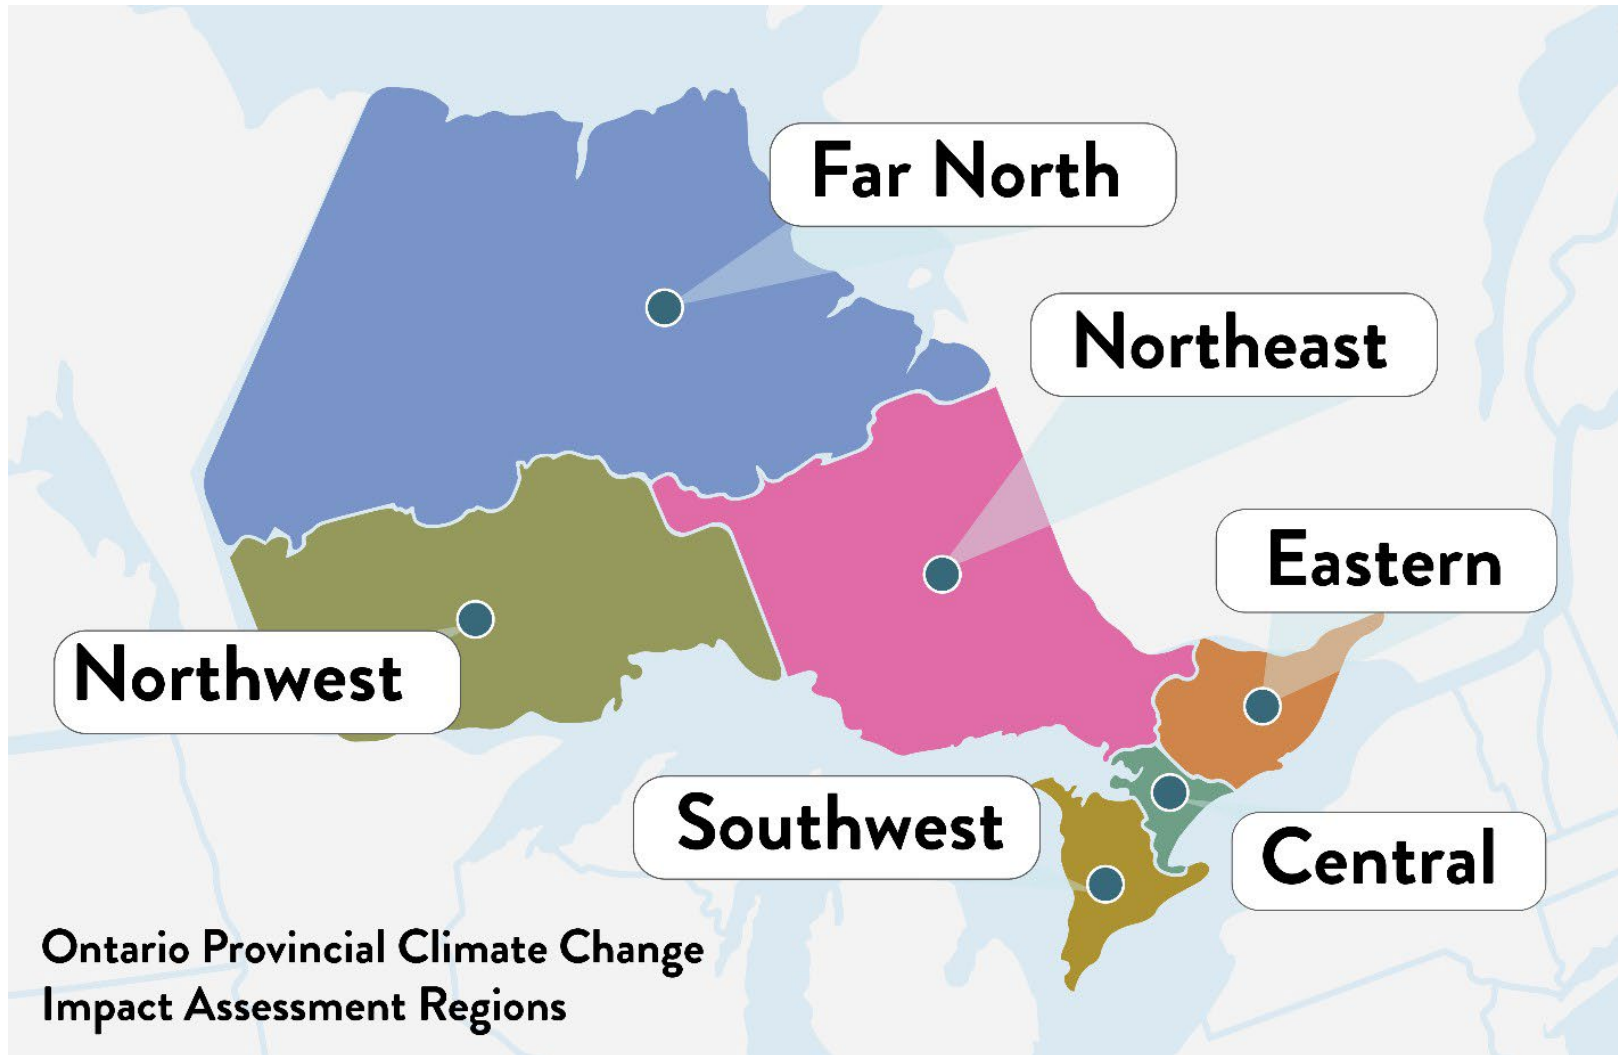 Far North
Northeast
Eastern
Northwest
Southwest
Central
Ontario Provincial Climate Change
Impact Assessment Regions